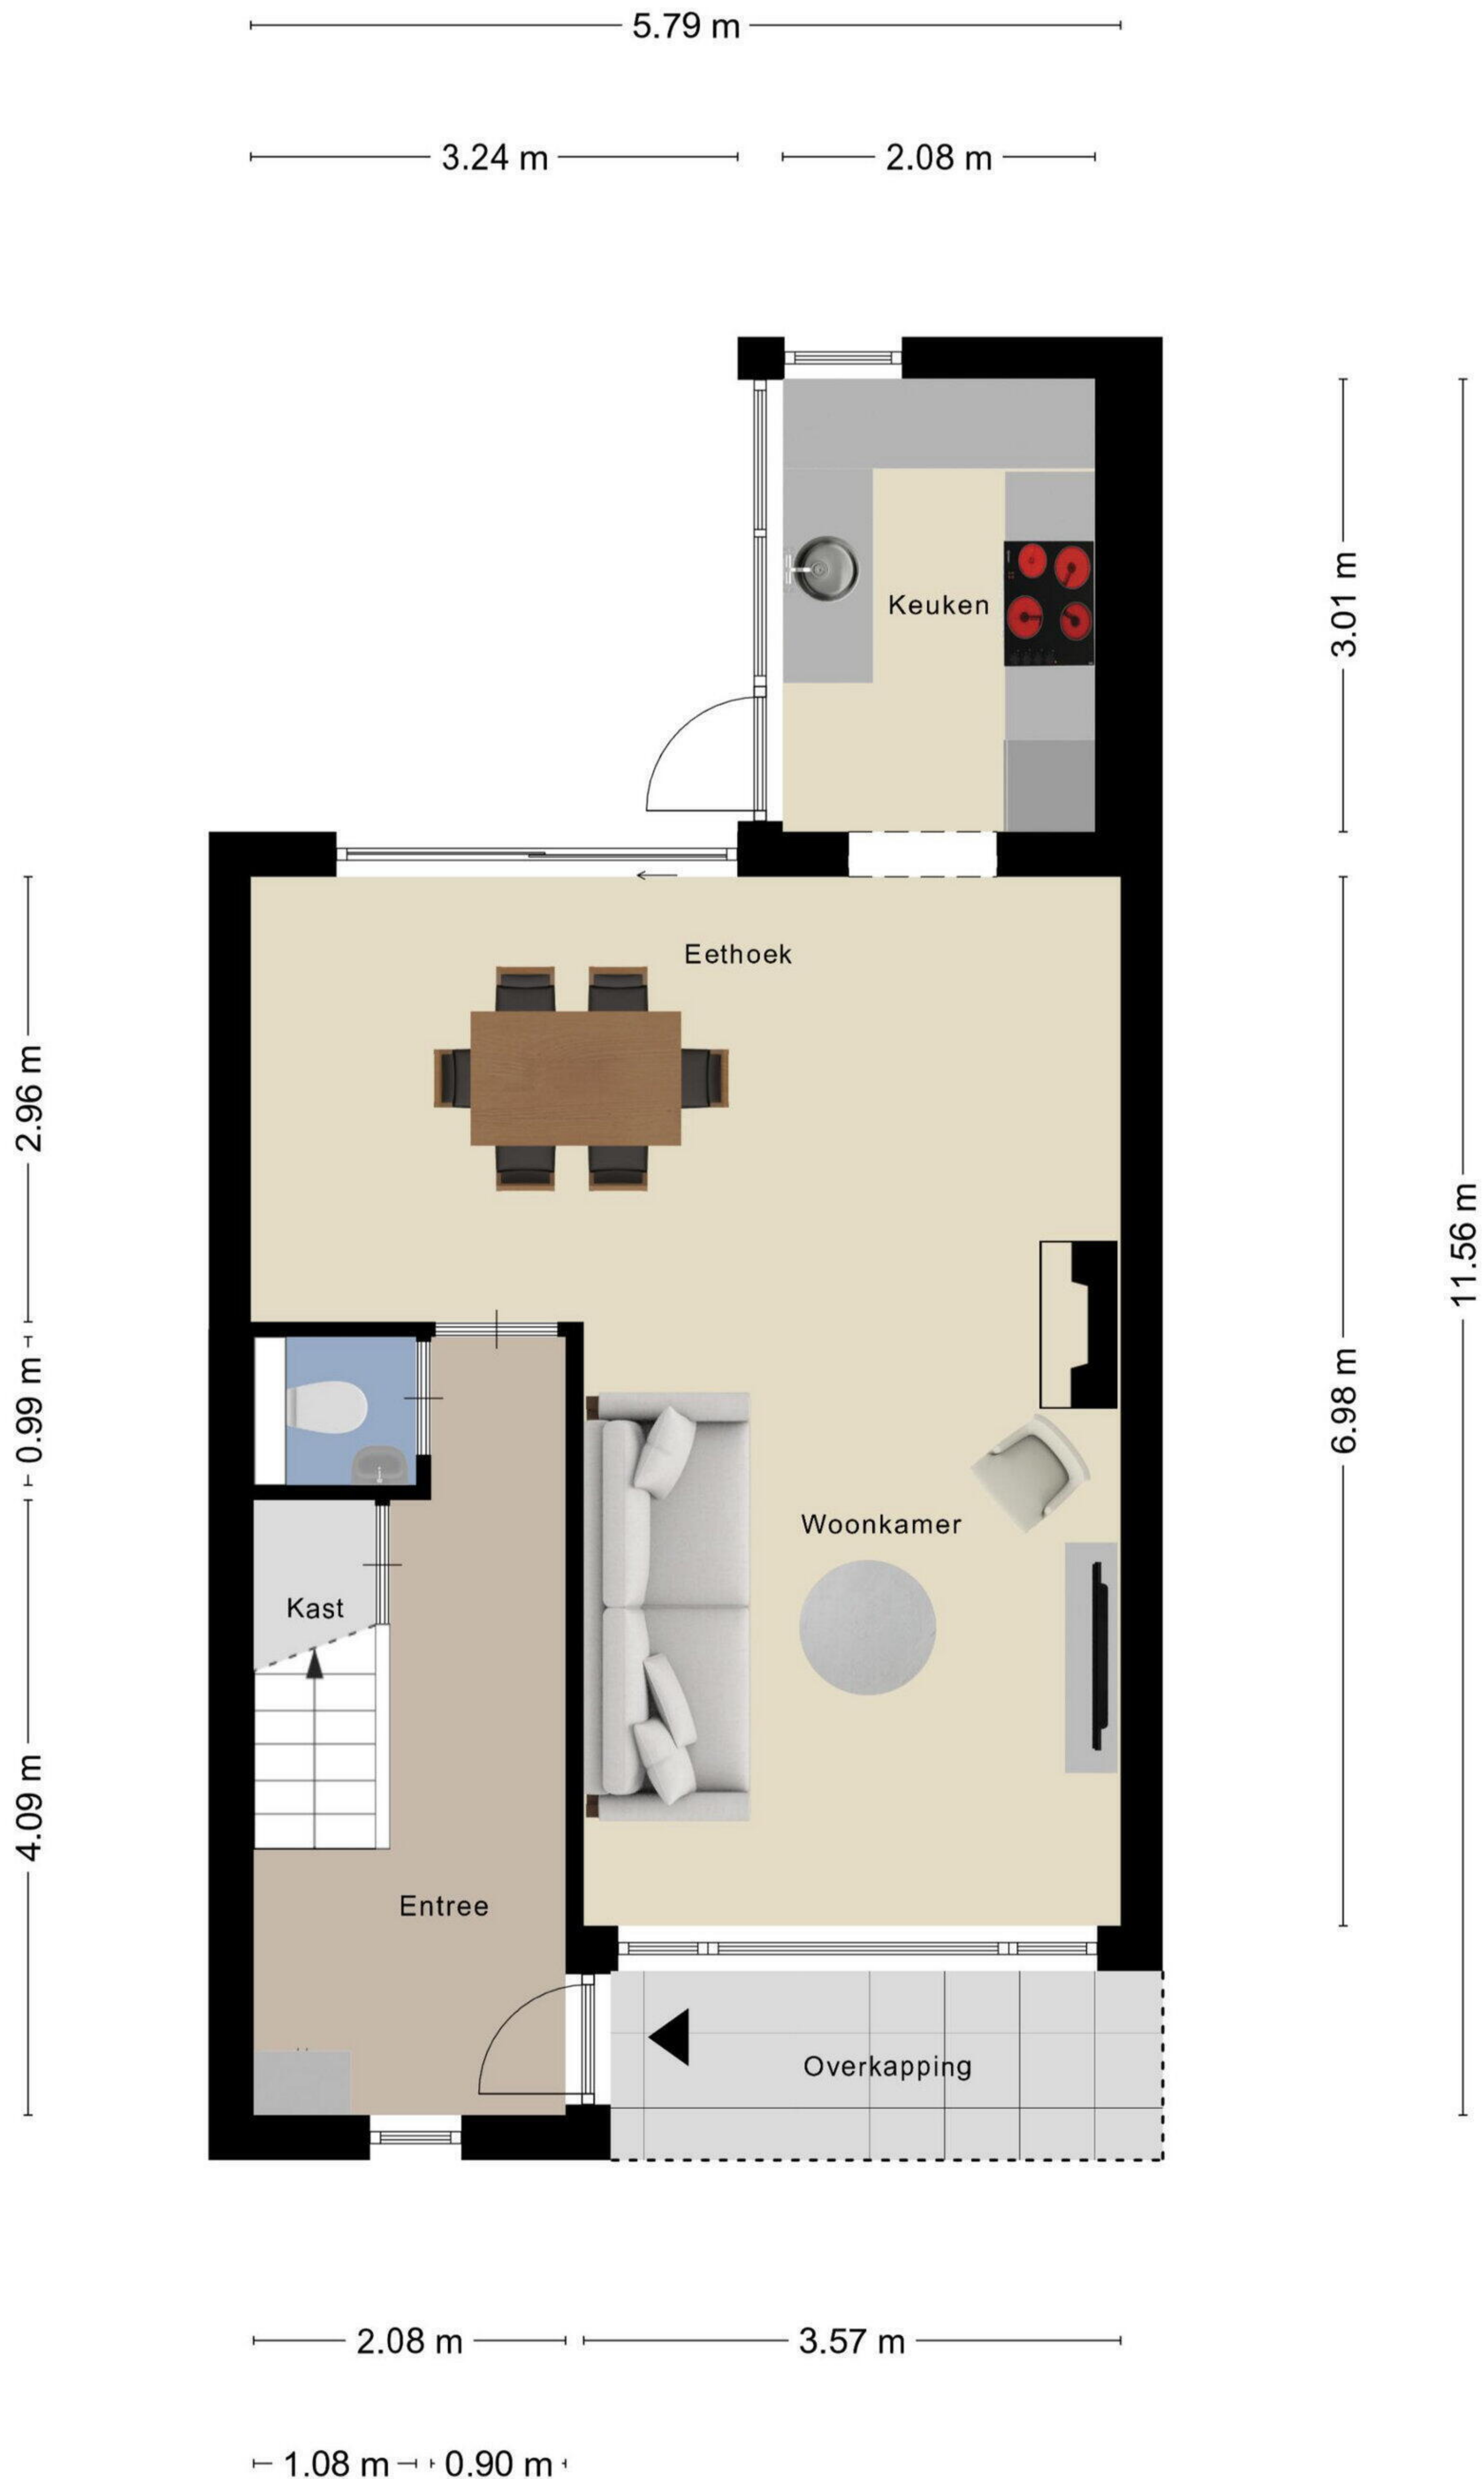 5.79 m
3.24 m
2.08 m
Keuken
3.01 m
Eethoek
2.96 m
11.56 m
0.99 m
6.98 m
Woonkamer
Kast
4.09 m
Entree
Overkapping
2.08 m
3.57 m
1.08 m
0.90 m